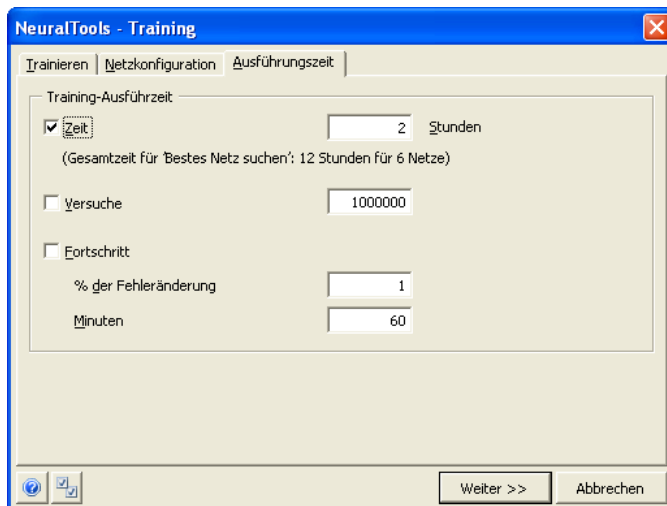 NeuralTools - Training
Trainieren Netzkonfiguration Ausführungszeit
Training-Ausführzeit
Zeit 2 Stunden
(Gesamtzeit für 'Bestes Netz suchen': 12 Stunden für 6 Netze)
Versuche 1000000
Fortschritt
% der Fehleränderung 1
Minuten 60
Weiter >> Abbrechen